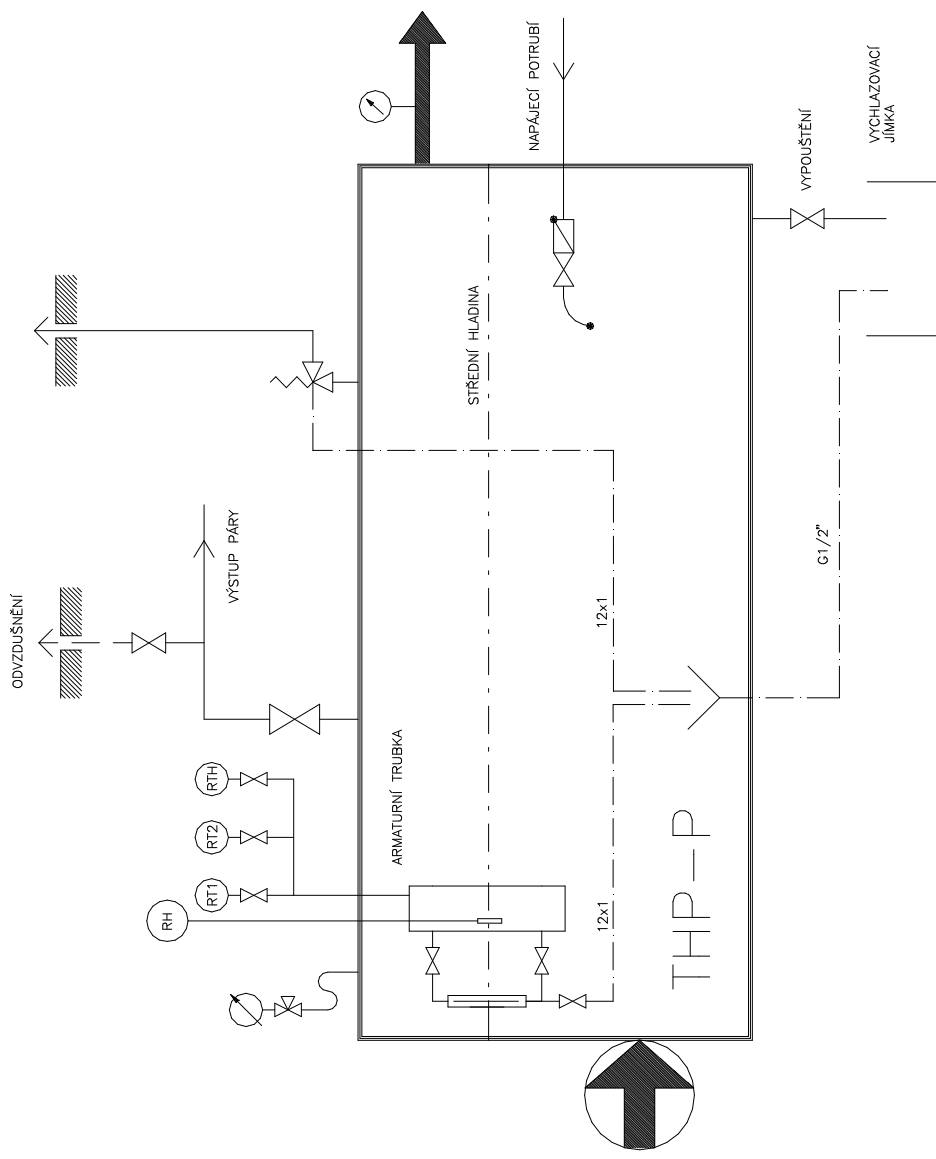 ODVZDUŠNĚNÍ
VÝSTUP PÁRY
RTH
RT2
RT1
RH
ARMATURNÍ TRUBKA
STŘEDNÍ HLADINA
NAPÁJECÍ POTRUBÍ
VYPOUŠTĚNÍ
VYCHLAZOVACÍ
JÍMKA
12x1
12x1
G1/2"
THP–P